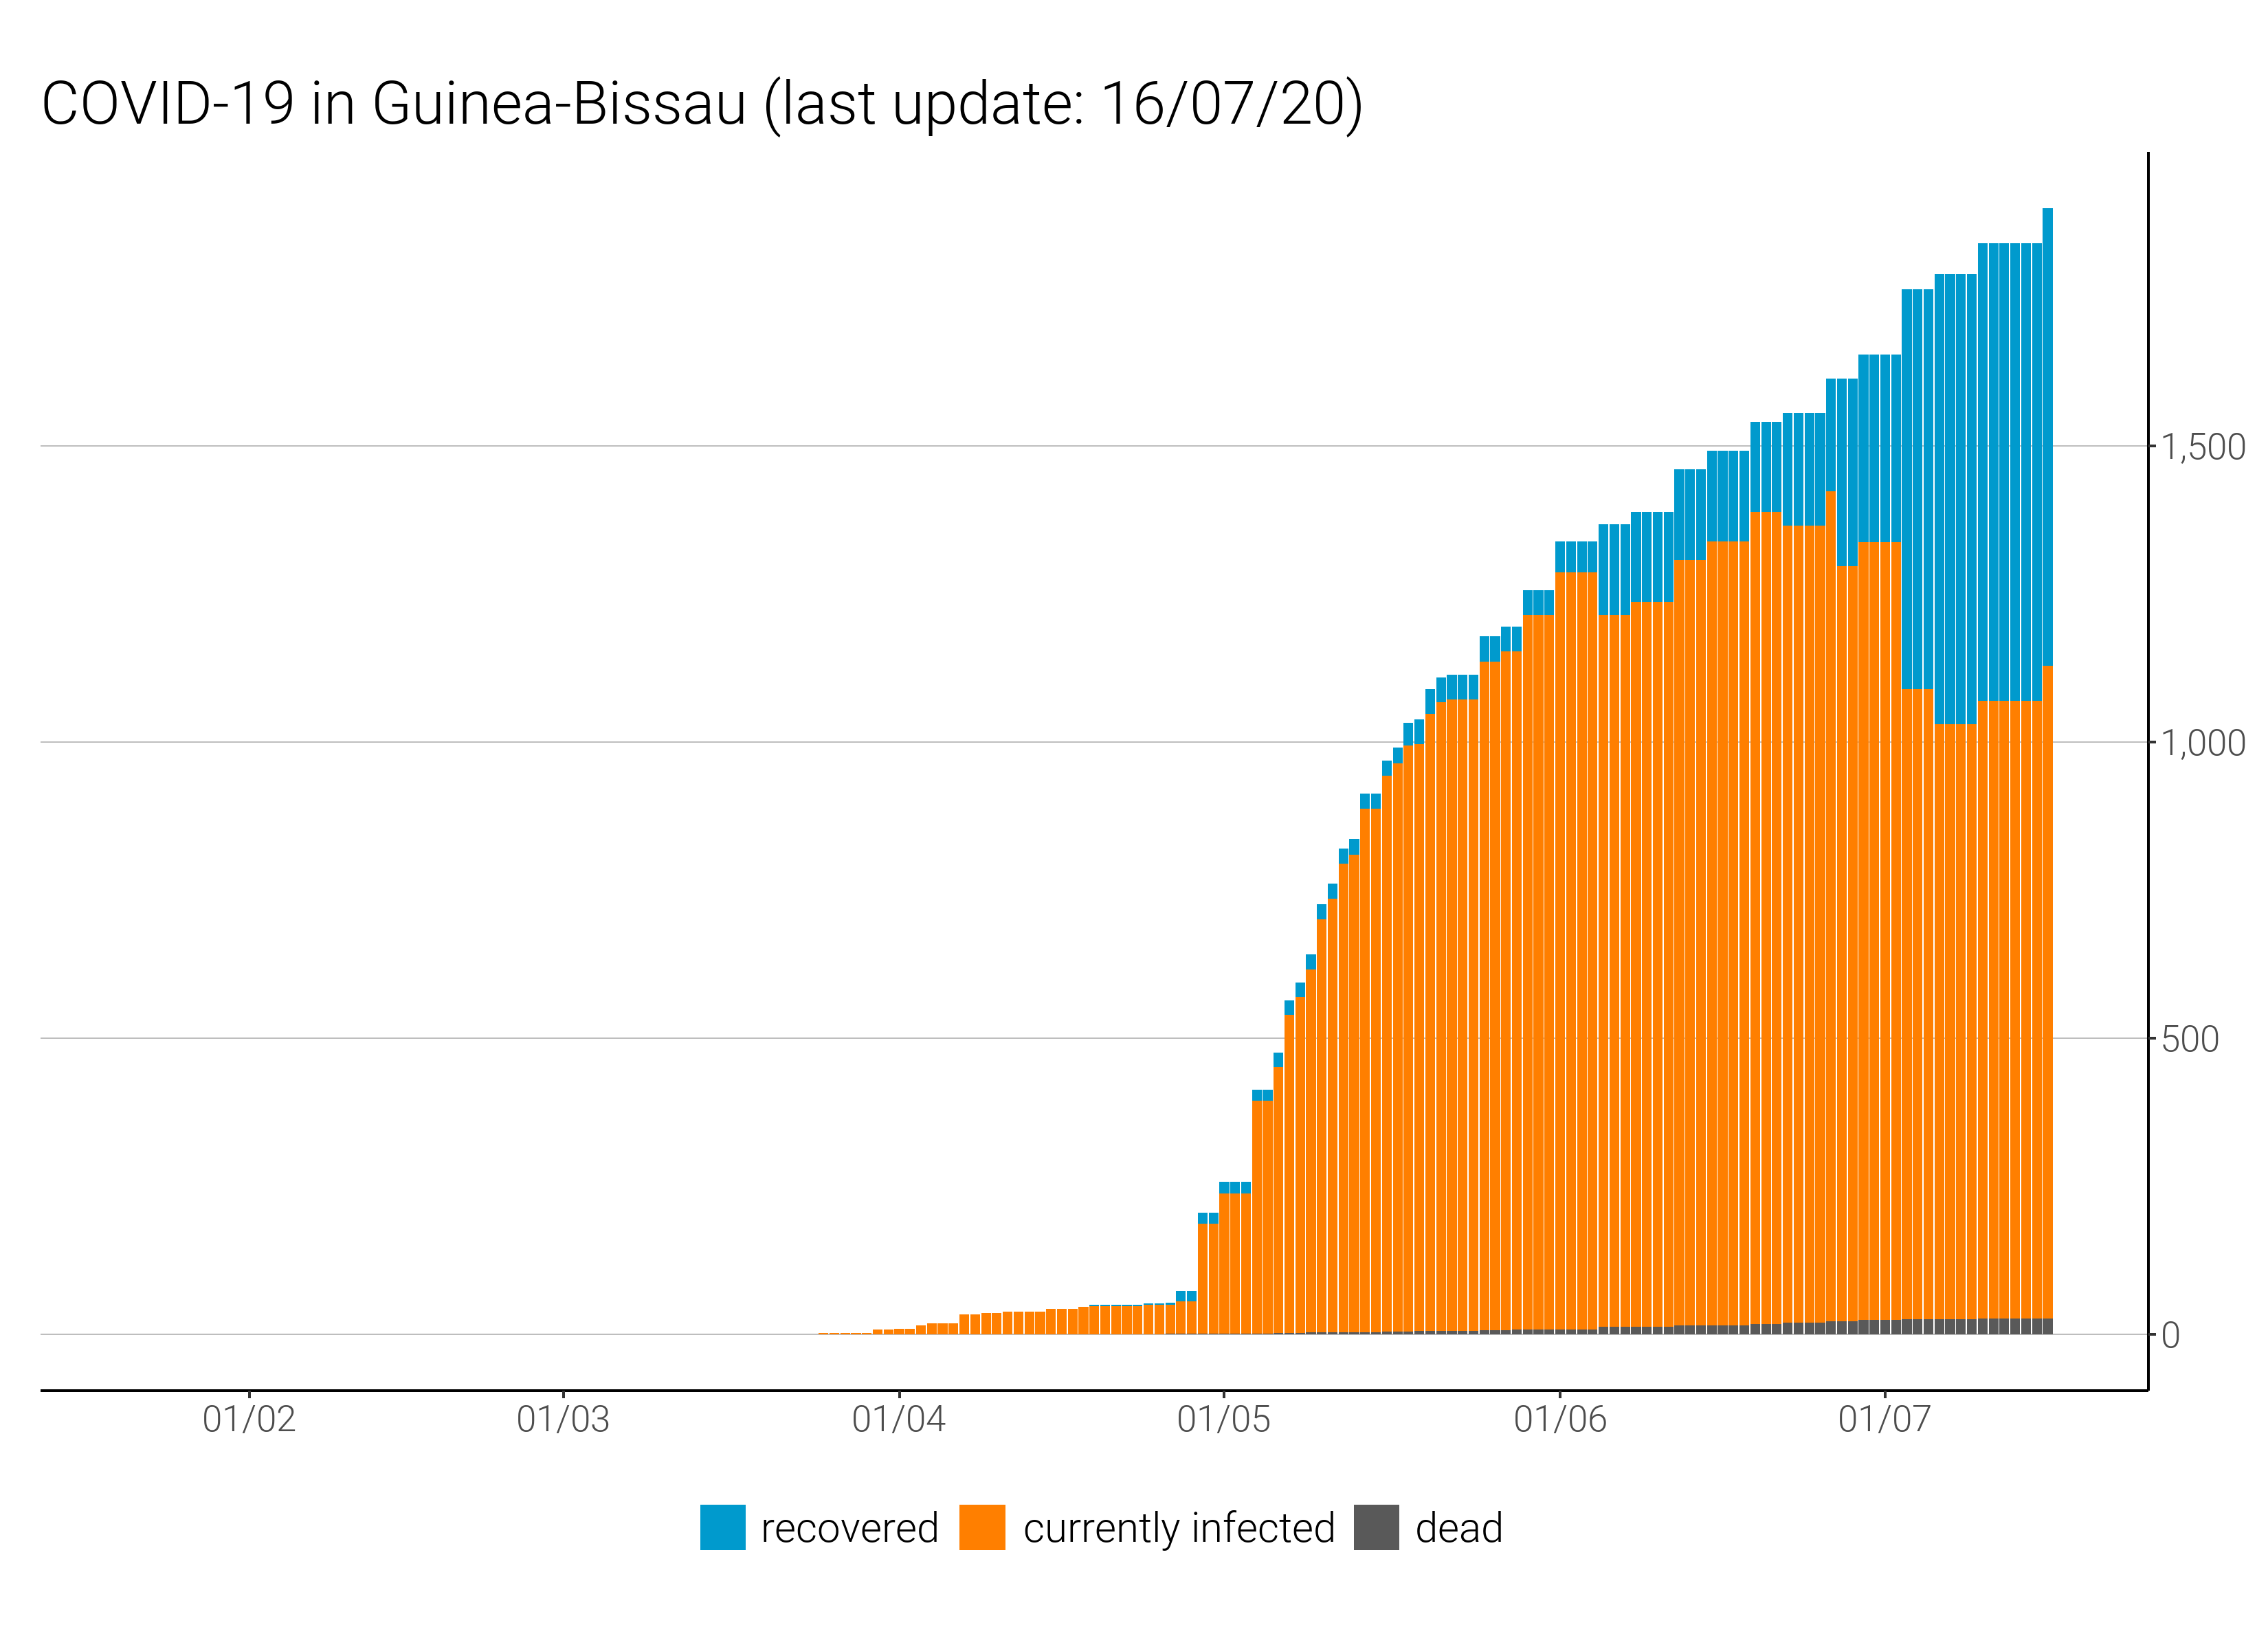 COVID-19 in Guinea-Bissau (last update: 16/07/20)
1,500
1,000
500
0
01/02 01/03 01/04 01/05 01/06 01/07
recovered currently infected dead